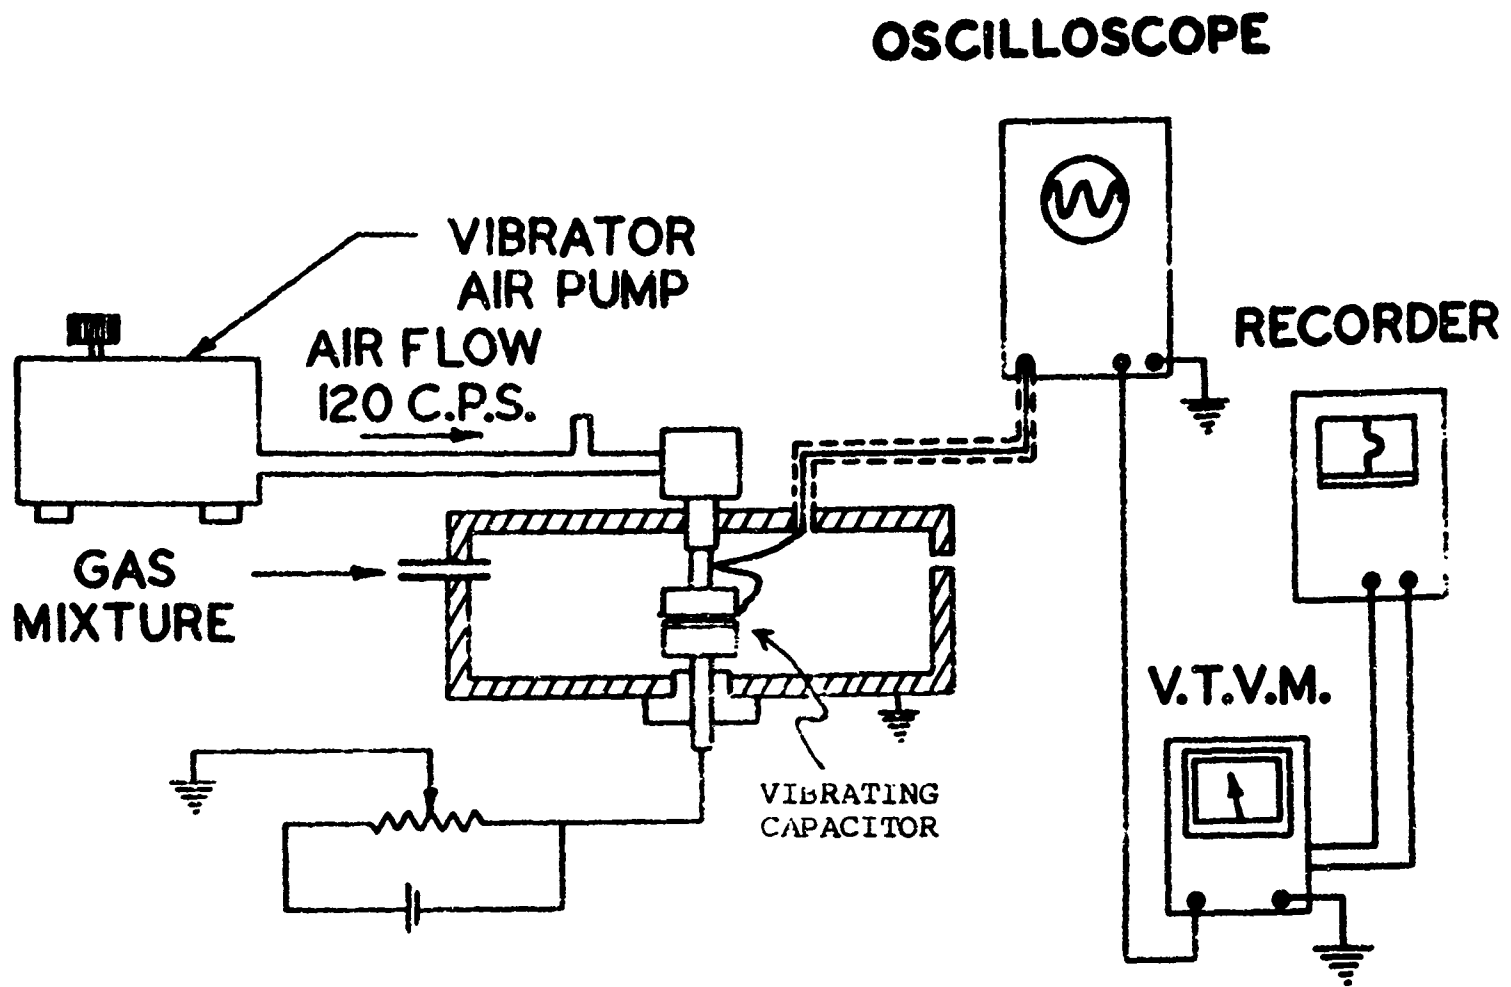 OSCILLOSCOPE
VIBRATOR
AIR PUMP
AIR FLOW
120 C.P.S.
RECORDER
GAS
MIXTURE
V.T.V.M.
VIBRATING
CAPACITOR